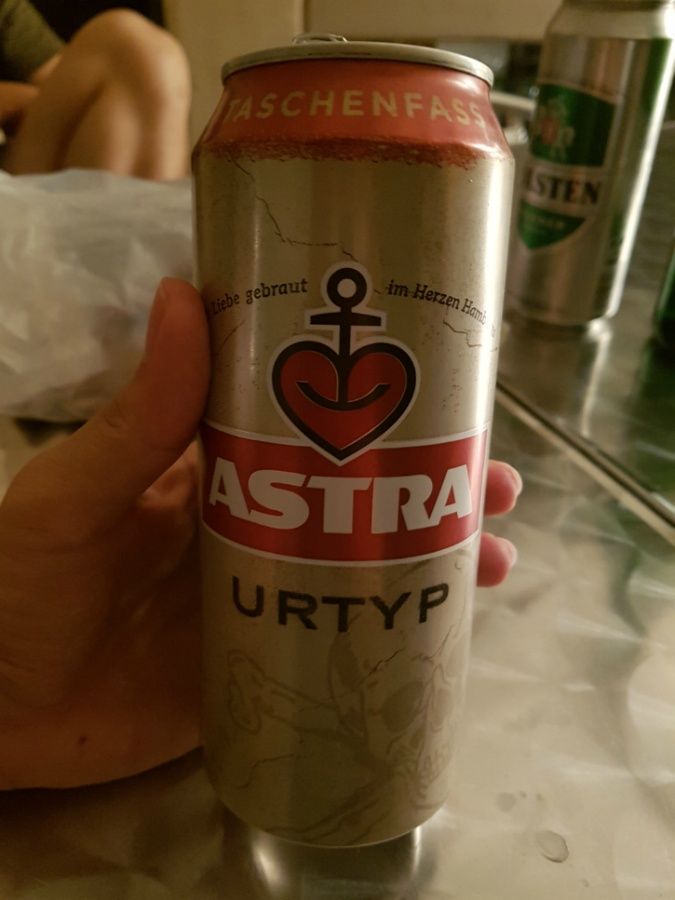 TASCHENFASS
Liebe gebraut im Herzen
ASTRA
URTYP